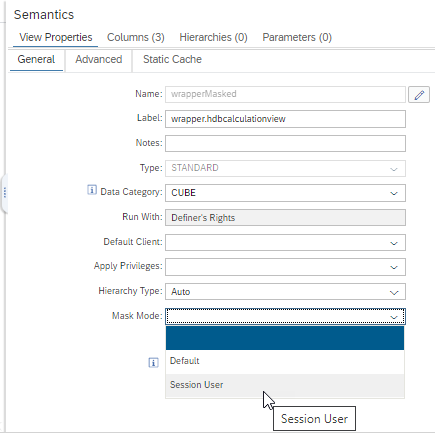 Semantics
View Properties Columns (3) Hierarchies (0) Parameters (0)
General Advanced Static Cache
Name: wrapperMasked
Label: wrapper.hdbcalculationview
Notes:
Type: STANDARD
Data Category: CUBE
Run With: Definer's Rights
Default Client:
Apply Privileges:
Hierarchy Type: Auto
Mask Mode:
Default
Session User
Session User